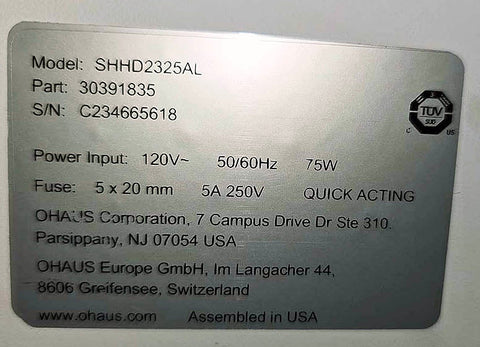 Model: SHHD2325AL
Part: 30391835
S/N: C234665618
TÜV
SUD
C US
Power Input: 120V~ 50/60Hz 75W
Fuse: 5 x 20 mm 5A 250V QUICK ACTING
OHAUS Corporation, 7 Campus Drive Dr Ste 310.
Parsippany, NJ 07054 USA
OHAUS Europe GmbH, Im Langacher 44,
8606 Greifensee, Switzerland
www.ohaus.com Assembled in USA